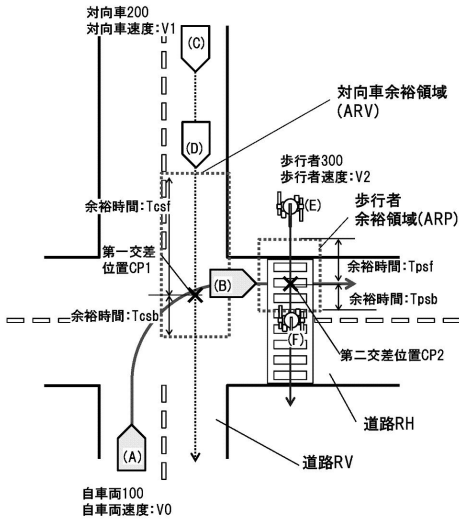 対向車200
対向車速度:V1
(C)
対向車余裕領域
(ARV)
(D)
歩行者300
歩行者速度:V2
(E)
歩行者
余裕領域(ARP)
余裕時間:Tcsf
第一交差
位置CP1
(B)
余裕時間:Tpsf
余裕時間:Tcsb
余裕時間:Tpsb
(F)
第二交差位置CP2
道路RH
(A)
道路RV
自車両100
自車両速度:V0